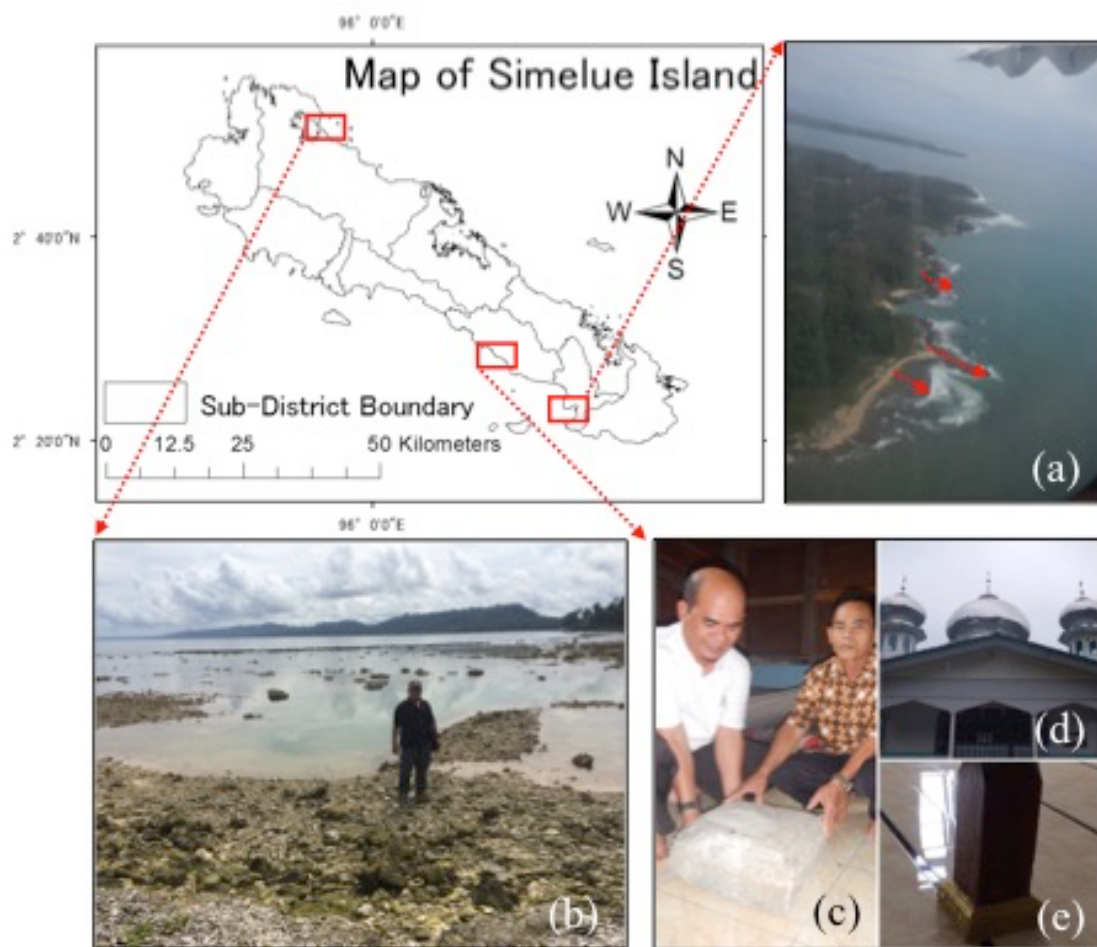 96° 0'0"E
Map of Simelue Island
N
W E
S
2° 40'0"N
Sub-District Boundary
2° 20'0"N
0 12.5 25 50 Kilometers
96° 0'0"E
(a)
(b)
(c)
(d)
(e)